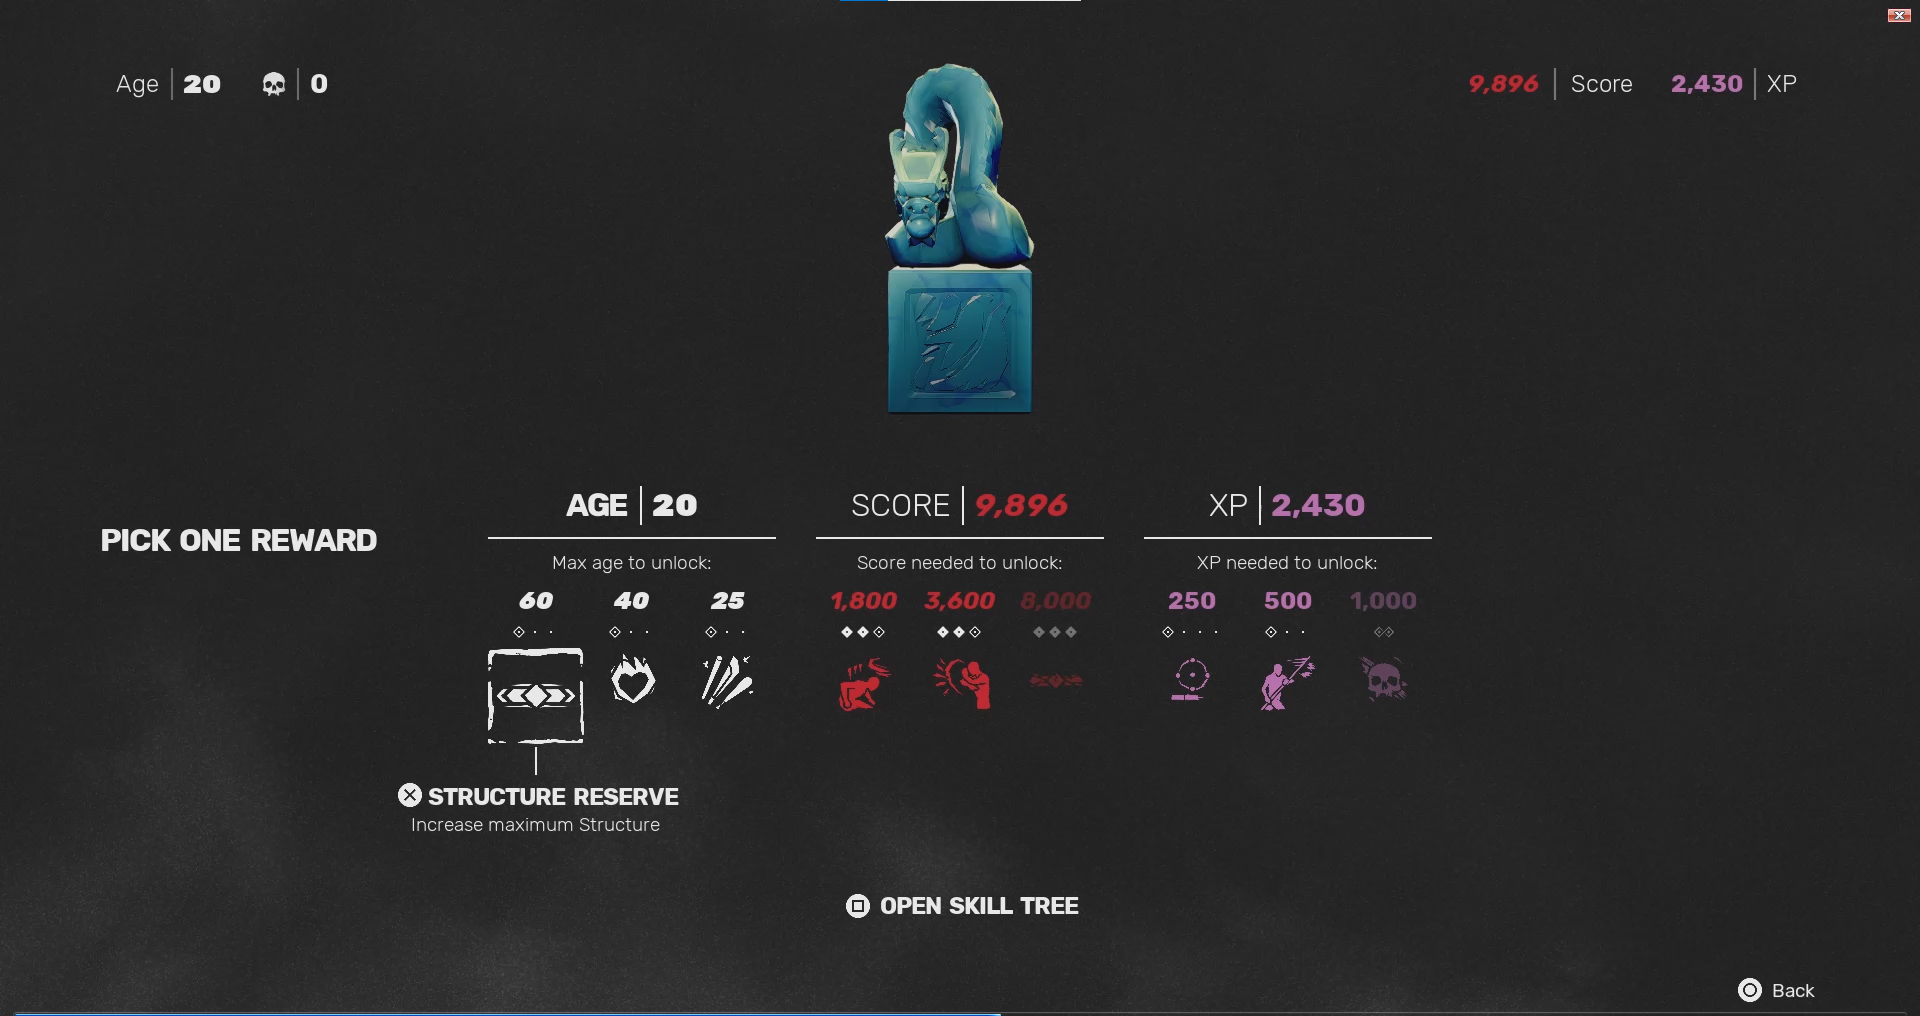 Age 20 0
9,896 Score 2,430 XP
PICK ONE REWARD
AGE 20
Max age to unlock:
60 40 25
STRUCTURE RESERVE
Increase maximum Structure
SCORE 9,896
Score needed to unlock:
1,800 3,600 8,000
XP 2,430
XP needed to unlock:
250 500 1,000
OPEN SKILL TREE
Back